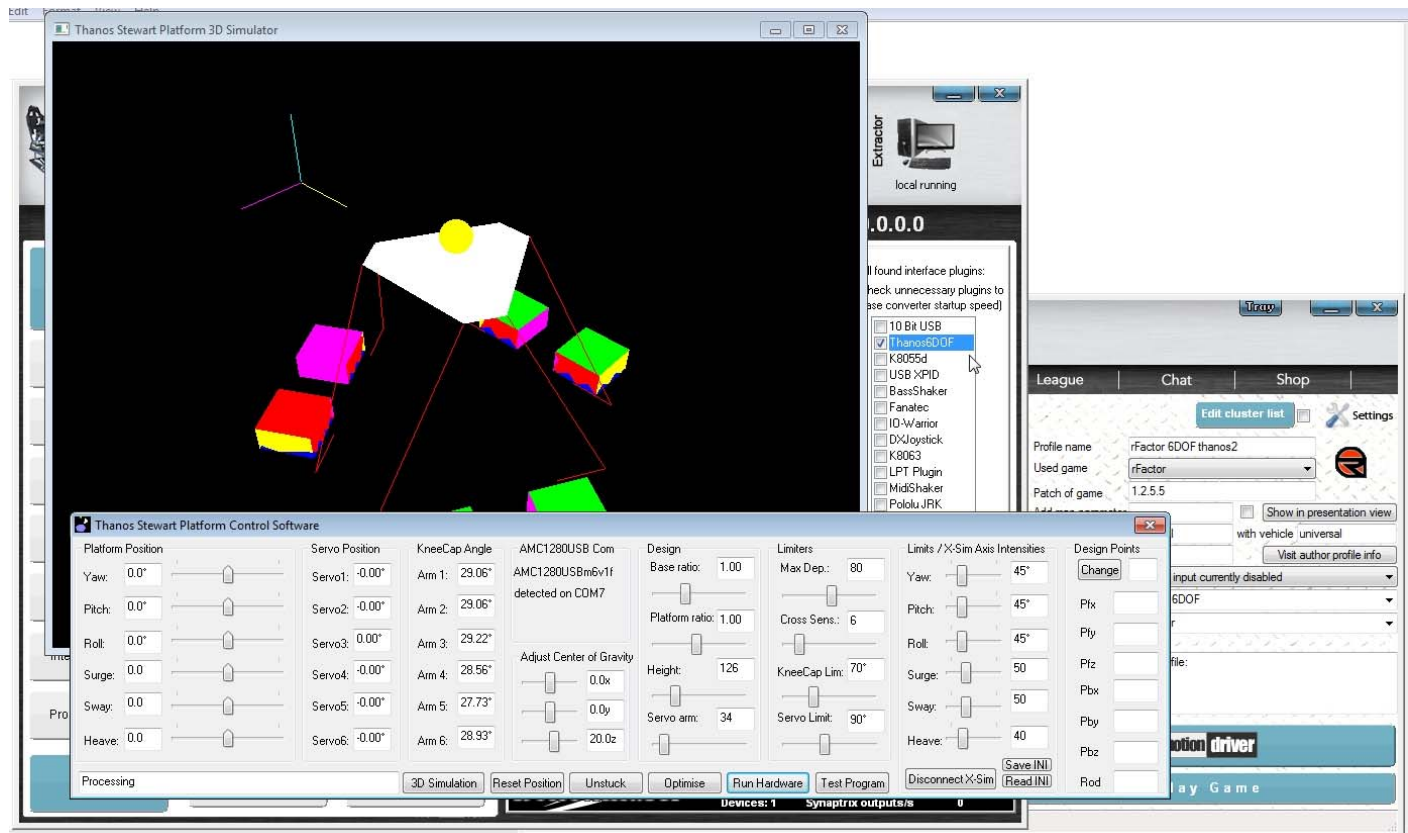 Edit Format View Help
Thanos Stewart Platform 3D Simulator
Extractor
local running
.0.0.0
ll found interface plugins:
heck unnecessary plugins to
ase converter startup speed)
10 Bit USB
Thanos6DOF
K8055d
USB XPID
BassShaker
Fanatec
IO-Warrior
DXJoystick
K8063
LPT Plugin
MidiShaker
Pololu JRK
Tray
League Chat Shop
Edit cluster list Settings
Profile name rFactor 6DOF thanos2
Used game rFactor
Patch of game 1.2.5.5
Show in presentation view
with vehicle universal
Visit author profile info
input currently disabled
6DOF
r
file:
motion driver
lay Game
Inte
Pro
Thanos Stewart Platform Control Software
Platform Position
Yaw: 0.0°
Pitch: 0.0°
Roll: 0.0°
Surge: 0.0
Sway: 0.0
Heave: 0.0
Servo Position
Servo1: -0.00°
Servo2: -0.00°
Servo3: 0.00°
Servo4: -0.00°
Servo5: -0.00°
Servo6: -0.00°
KneeCap Angle
Arm 1: 29.06°
Arm 2: 29.06°
Arm 3: 29.22°
Arm 4: 28.56°
Arm 5: 27.73°
Arm 6: 28.93°
AMC1280USB Com
AMC1280USBm6v1f
detected on COM7
Adjust Center of Gravity
0.0x
0.0y
20.0z
Design
Base ratio: 1.00
Platform ratio: 1.00
Height: 126
Servo arm: 34
Limiters
Max Dep.: 80
Cross Sens.: 6
KneeCap Lim: 70°
Servo Limit: 90°
Limits / X-Sim Axis Intensities
Yaw: 45°
Pitch: 45°
Roll: 45°
Surge: 50
Sway: 50
Heave: 40
Design Points
Change
Pfx
Pfy
Pfz
Pbx
Pby
Pbz
Rod
Processing
3D Simulation Reset Position Unstuck Optimise Run Hardware Test Program Disconnect X-Sim
Save INI
Read INI
Devices: 1 Synaptrix outputs/s 0